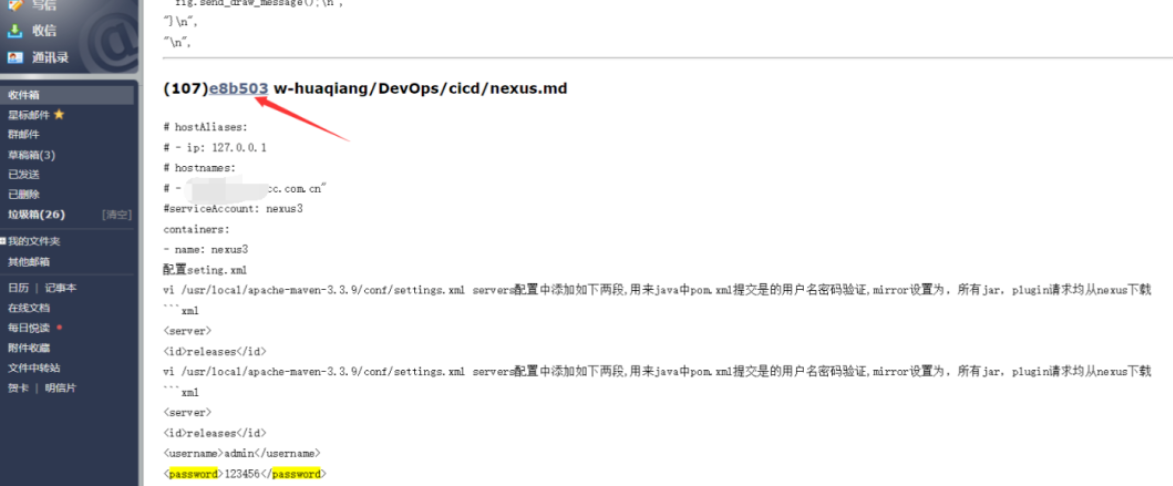 写信
收信
通讯录
收件箱
星标邮件
群邮件
草稿箱(3)
已发送
已删除
垃圾箱(26) [清空]
我的文件夹
其他邮箱
日历 | 记事本
在线文档
每日悦读
附件收藏
文件中转站
贺卡 | 明信片
fig.send_draw_message();\n",
"]\n",
"\n",
(107)e8b503 w-huaqiang/DevOps/cicd/nexus.md
# hostAliases:
# - ip: 127.0.0.1
# hostnames:
# - cc.com.cn"
#serviceAccount: nexus3
containers:
- name: nexus3
配置seting.xml
vi /usr/local/apache-maven-3.3.9/conf/settings.xml servers配置中添加如下两段,用来java中pom.xml提交是的用户名密码验证,mirror设置为，所有jar，plugin请求均从nexus下载
```xml
<server>
<id>releases</id>
vi /usr/local/apache-maven-3.3.9/conf/settings.xml servers配置中添加如下两段,用来java中pom.xml提交是的用户名密码验证,mirror设置为，所有jar，plugin请求均从nexus下载
```xml
<server>
<id>releases</id>
<username>admin</username>
<password>123456</password>